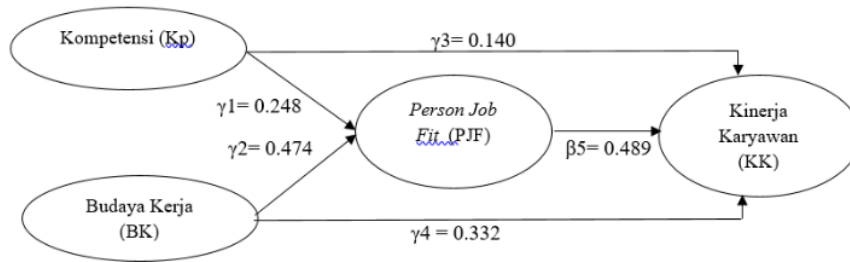 Kompetensi (Kp)
γ3= 0.140
γ1= 0.248
γ2= 0.474
Person Job
Fit (PJF)
β5= 0.489
Kinerja
Karyawan
(KK)
Budaya Kerja
(BK)
γ4 = 0.332